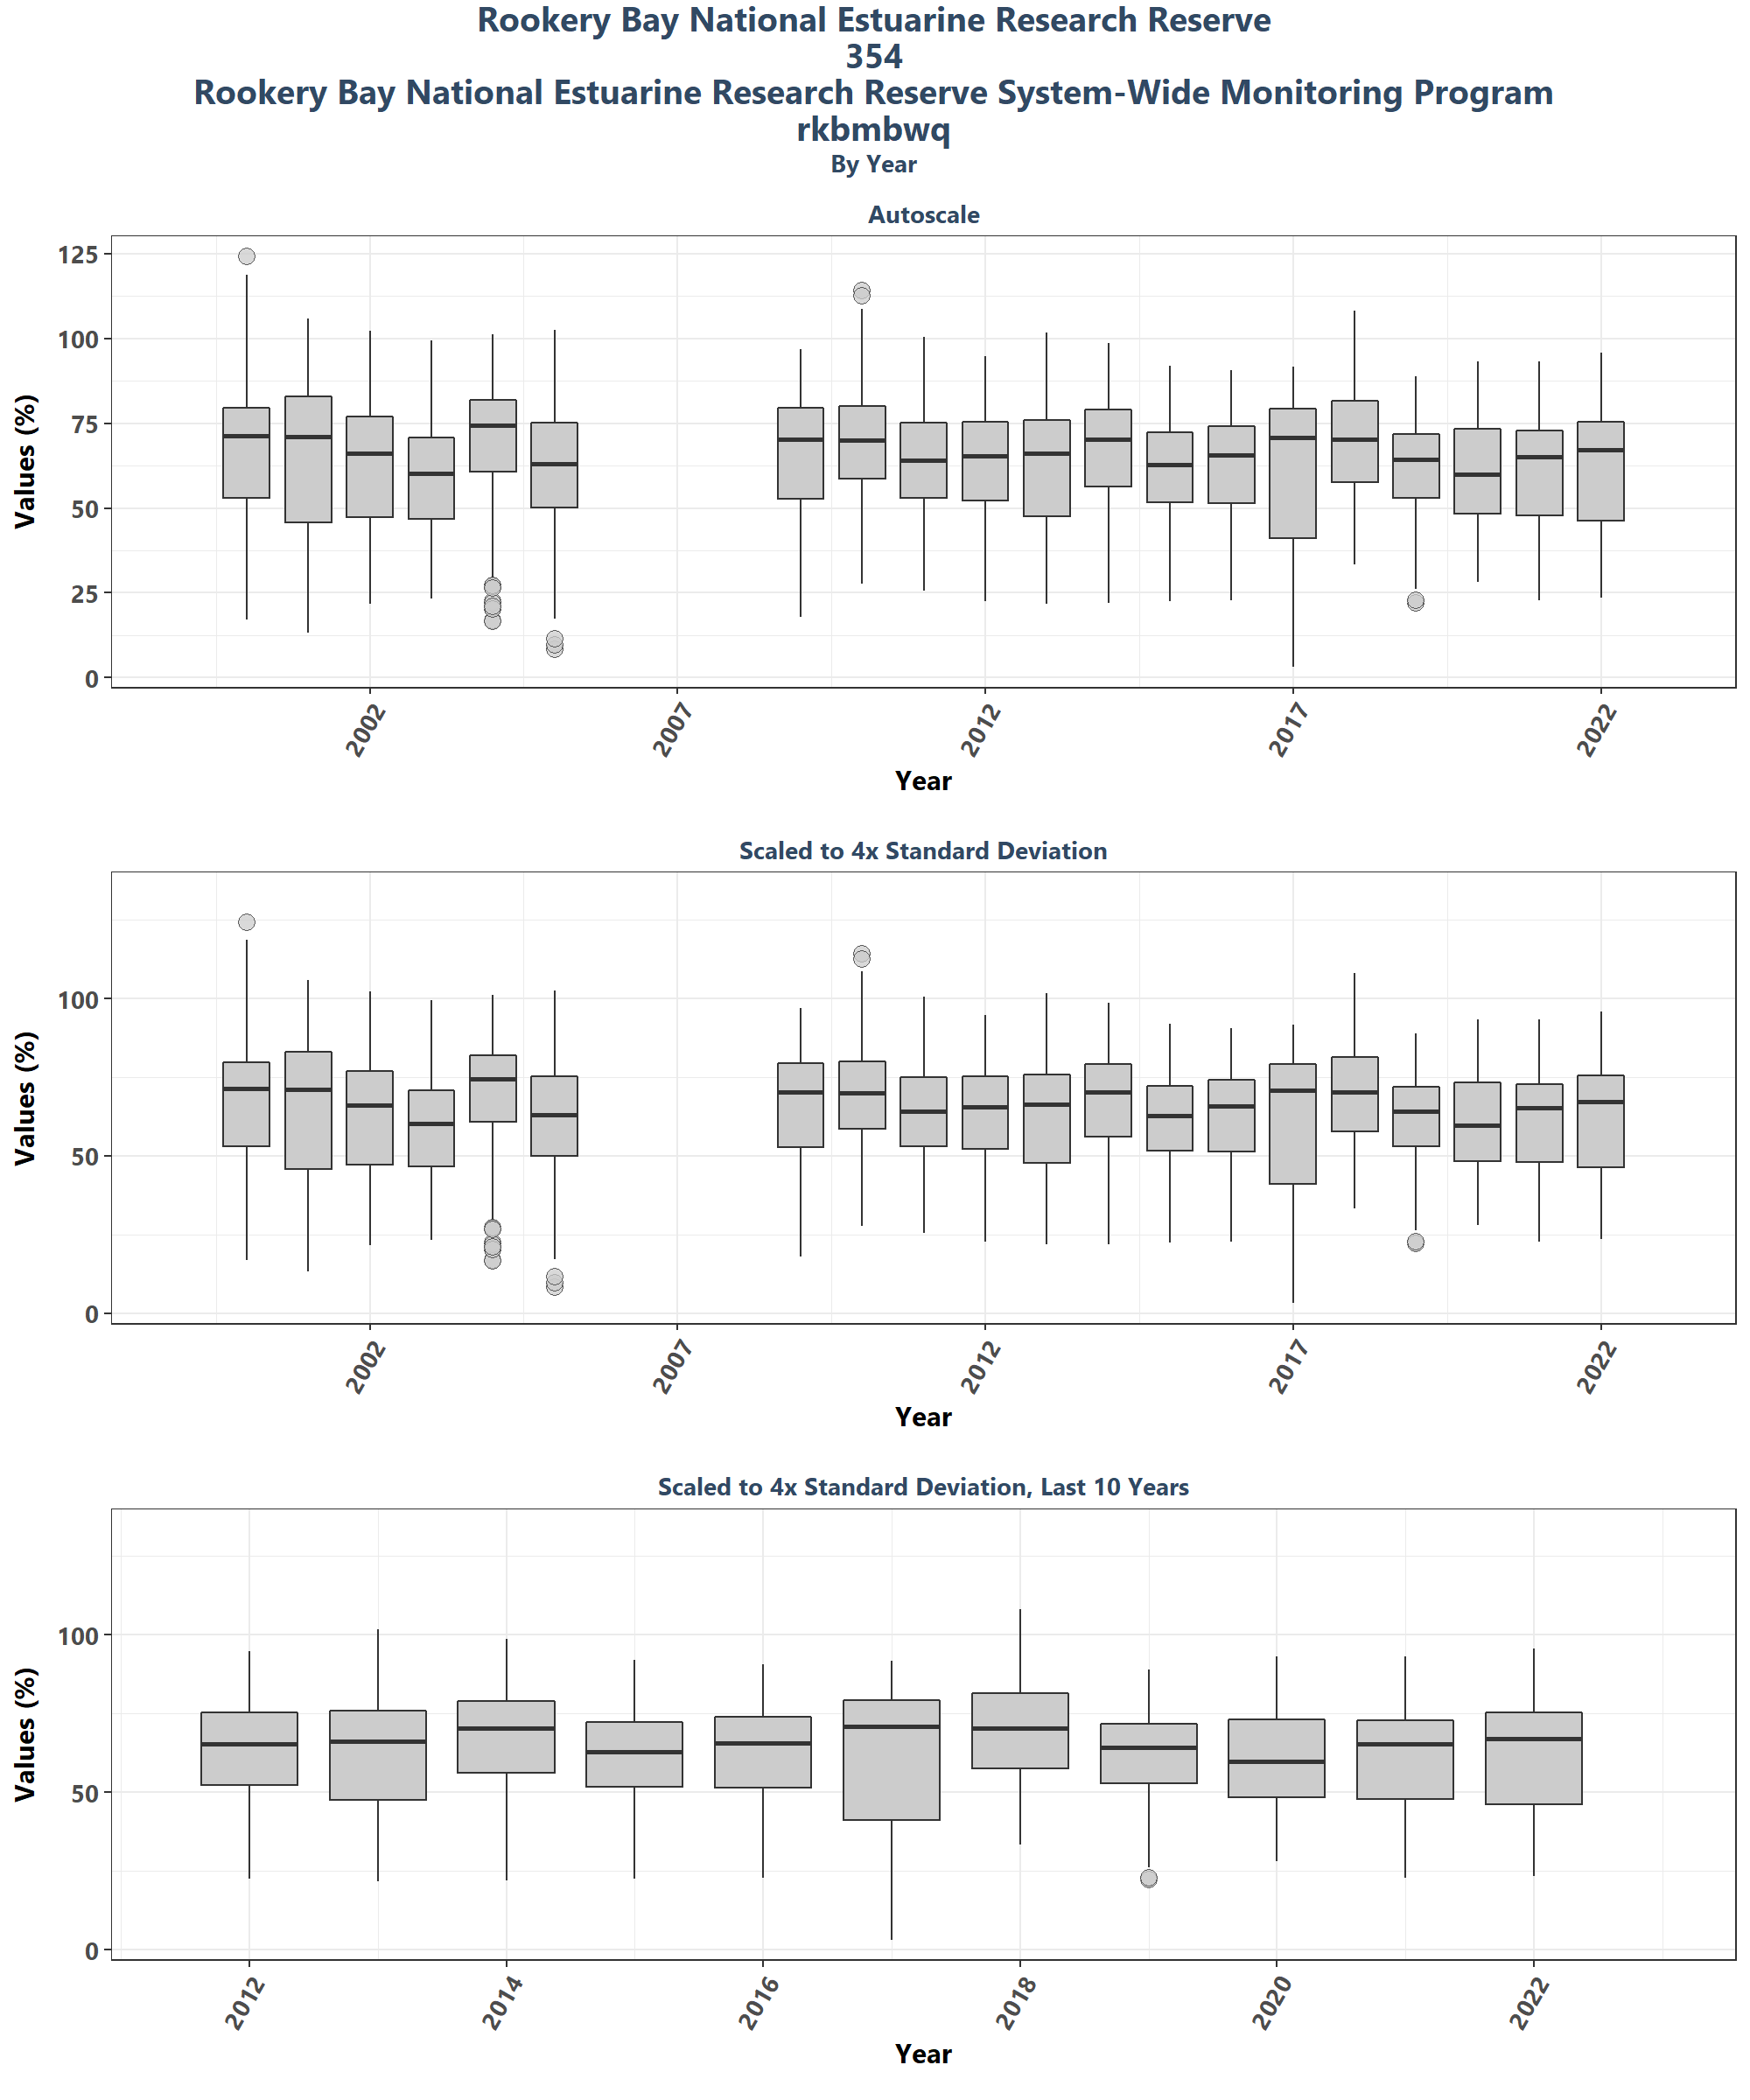 Rookery Bay National Estuarine Research Reserve
354
Rookery Bay National Estuarine Research Reserve System-Wide Monitoring Program
rkbmbwq
By Year
Autoscale
Values (%)
125
100
75
50
25
0
2002
2007
2012
2017
2022
Year
Scaled to 4x Standard Deviation
Values (%)
100
50
0
2002
2007
2012
2017
2022
Year
Scaled to 4x Standard Deviation, Last 10 Years
Values (%)
100
50
0
2012
2014
2016
2018
2020
2022
Year